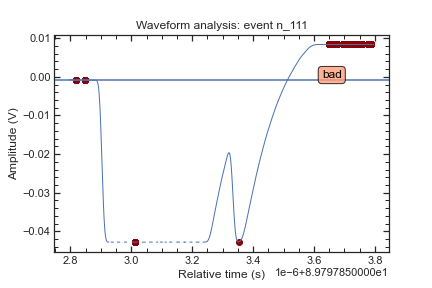 Waveform analysis: event n_111
Amplitude (V)
0.01
0.00
−0.01
−0.02
−0.03
−0.04
bad
2.8
3.0
3.2
3.4
3.6
3.8
Relative time (s)
1e−6+8.9797850000e1